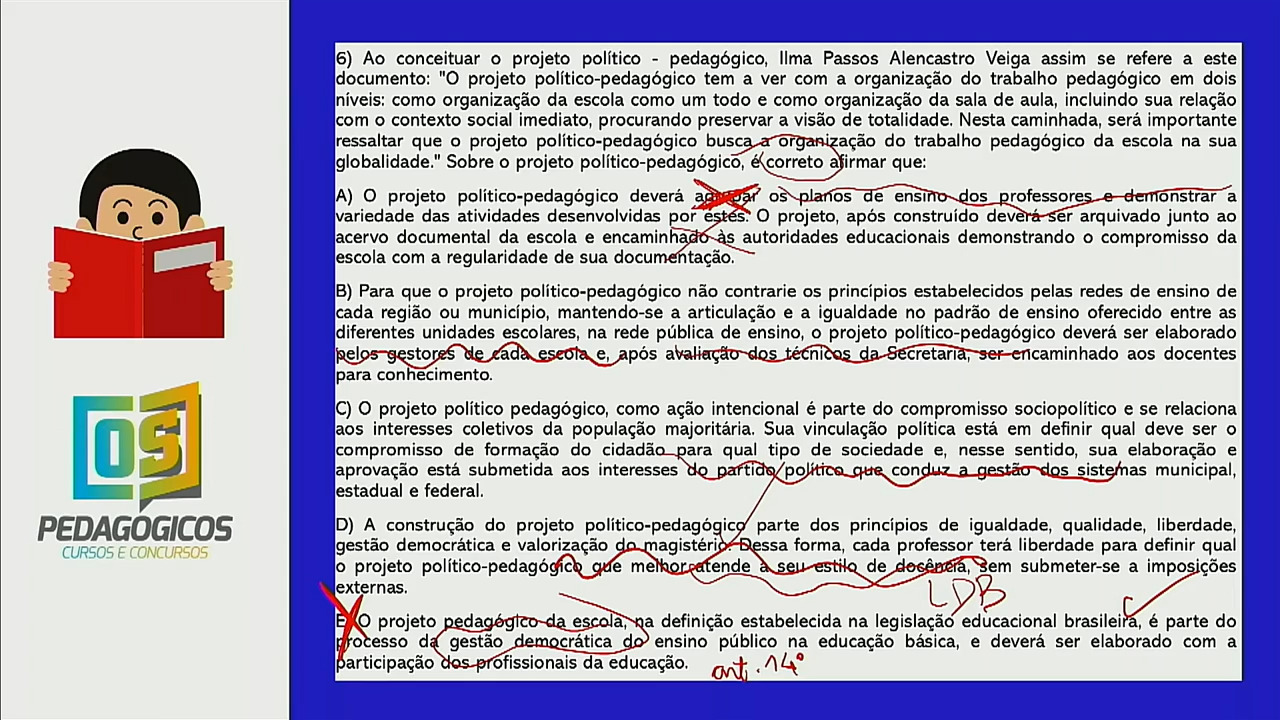 6) Ao conceituar o projeto político - pedagógico, Ilma Passos Alencastro Veiga assim se refere a este
documento: "O projeto político-pedagógico tem a ver com a organização do trabalho pedagógico em dois
níveis: como organização da escola como um todo e como organização da sala de aula, incluindo sua relação
com o contexto social imediato, procurando preservar a visão de totalidade. Nesta caminhada, será importante
ressaltar que o projeto político-pedagógico busca a organização do trabalho pedagógico da escola na sua
globalidade." Sobre o projeto político-pedagógico, é correto afirmar que:
A) O projeto político-pedagógico deverá agrupar os planos de ensino dos professores e demonstrar a
variedade das atividades desenvolvidas por estes. O projeto, após construído deverá ser arquivado junto ao
acervo documental da escola e encaminhado às autoridades educacionais demonstrando o compromisso da
escola com a regularidade de sua documentação.
B) Para que o projeto político-pedagógico não contrarie os princípios estabelecidos pelas redes de ensino de
cada região ou município, mantendo-se a articulação e a igualdade no padrão de ensino oferecido entre as
diferentes unidades escolares, na rede pública de ensino, o projeto político-pedagógico deverá ser elaborado
pelos gestores de cada escola e, após avaliação dos técnicos da Secretaria, ser encaminhado aos docentes
para conhecimento.
C) O projeto político pedagógico, como ação intencional é parte do compromisso sociopolítico e se relaciona
aos interesses coletivos da população majoritária. Sua vinculação política está em definir qual deve ser o
compromisso de formação do cidadão para qual tipo de sociedade e, nesse sentido, sua elaboração e
aprovação está submetida aos interesses do partido político que conduz a gestão dos sistemas municipal,
estadual e federal.
D) A construção do projeto político-pedagógico parte dos princípios de igualdade, qualidade, liberdade,
gestão democrática e valorização do magistério. Dessa forma, cada professor terá liberdade para definir qual
o projeto político-pedagógico que melhor atende a seu estilo de docência, sem submeter-se a imposições
externas.
LDB
E) O projeto pedagógico da escola, na definição estabelecida na legislação educacional brasileira, é parte do
processo da gestão democrática do ensino público na educação básica, e deverá ser elaborado com a
participação dos profissionais da educação.
art. 14º
OS
PEDAGÓGICOS
CURSOS E CONCURSOS